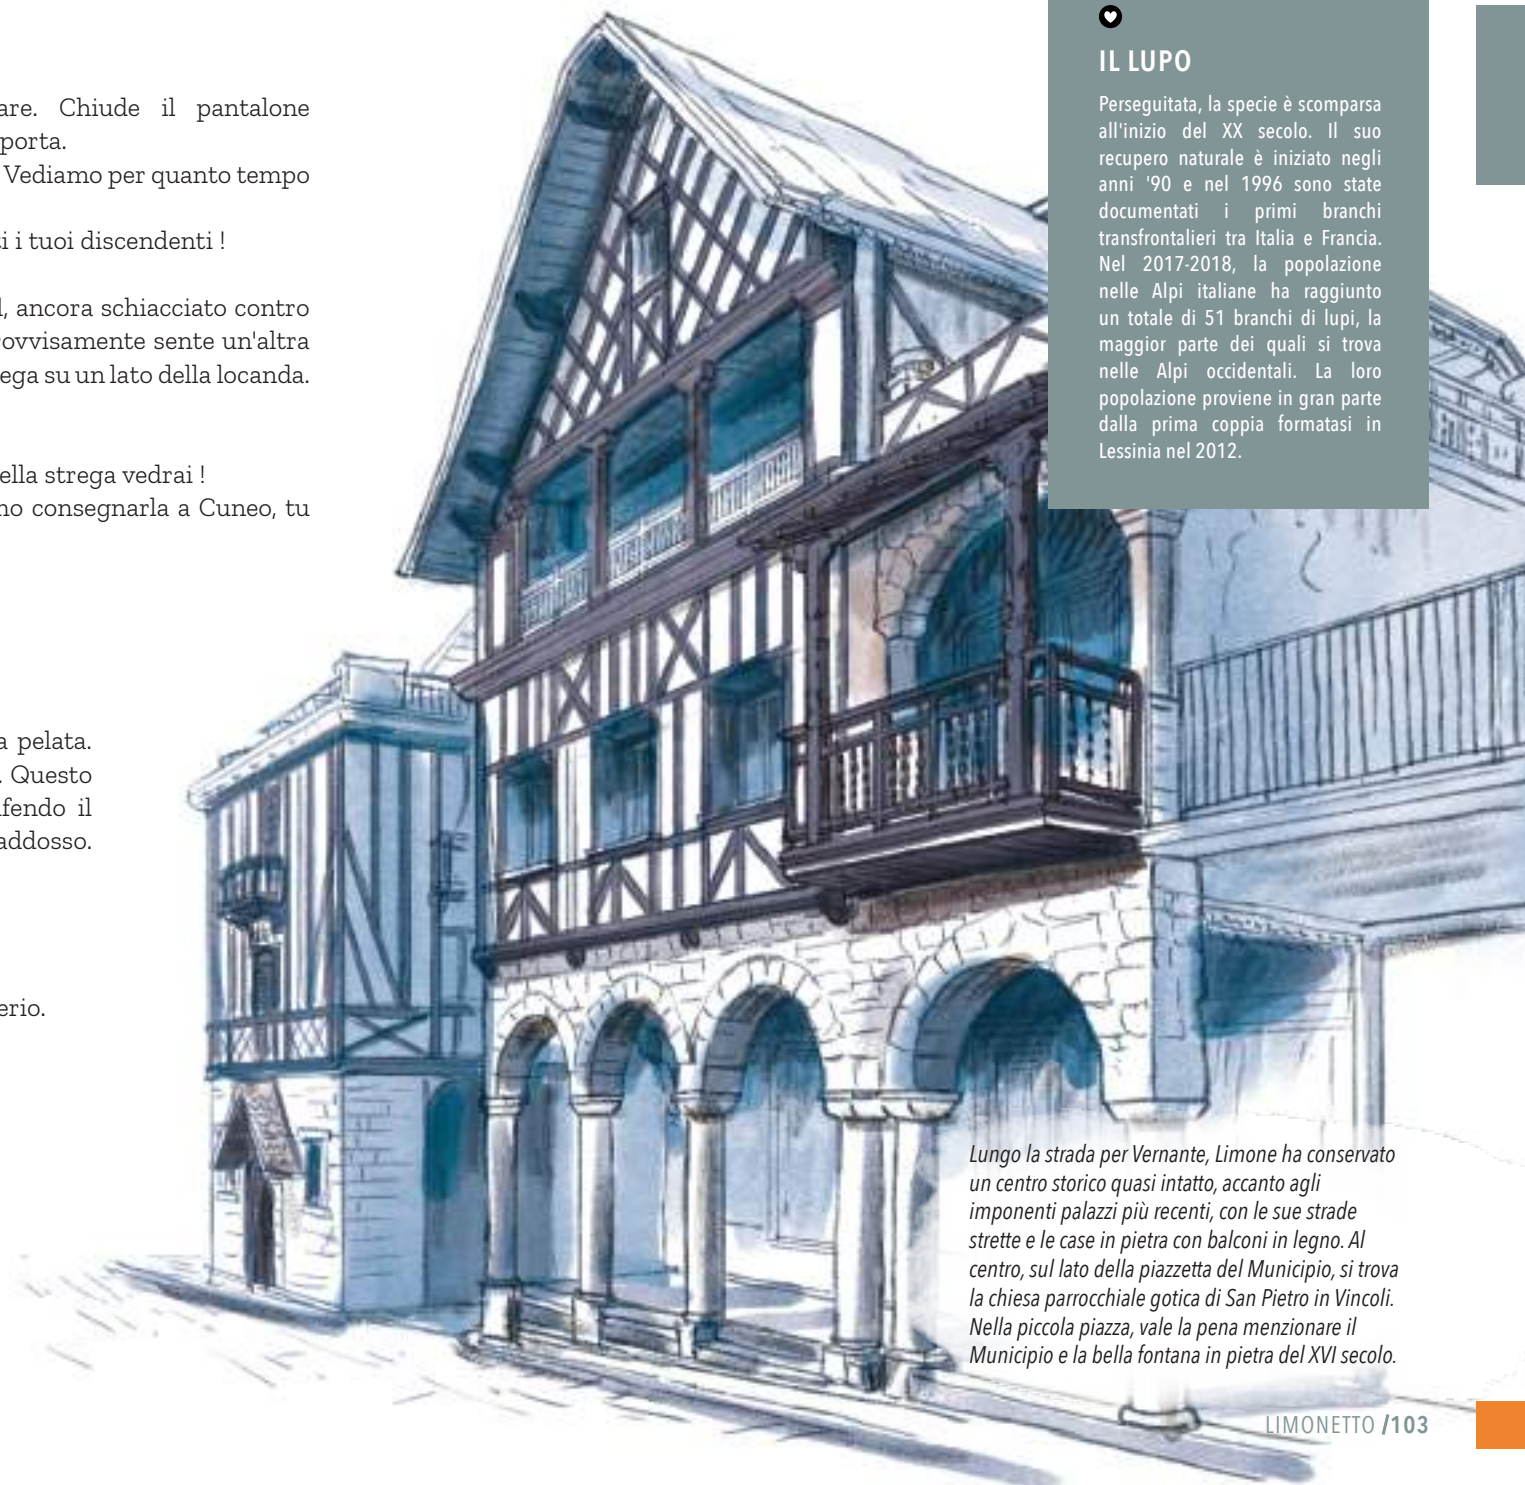 are. Chiude il pantalone
porta.
Vediamo per quanto tempo
i i tuoi discendenti !
, ancora schiacciato contro
ovvisamente sente un'altra
ega su un lato della locanda.
ella strega vedrai !
no consegnarla a Cuneo, tu
a pelata.
. Questo
fendo il
addosso.
erio.
IL LUPO
Perseguitata, la specie è scomparsa
all'inizio del XX secolo. Il suo
recupero naturale è iniziato negli
anni '90 e nel 1996 sono state
documentati i primi branchi
transfrontalieri tra Italia e Francia.
Nel 2017-2018, la popolazione
nelle Alpi italiane ha raggiunto
un totale di 51 branchi di lupi, la
maggior parte dei quali si trova
nelle Alpi occidentali. La loro
popolazione proviene in gran parte
dalla prima coppia formatasi in
Lessinia nel 2012.
Lungo la strada per Vernante, Limone ha conservato
un centro storico quasi intatto, accanto agli
imponenti palazzi più recenti, con le sue strade
strette e le case in pietra con balconi in legno. Al
centro, sul lato della piazzetta del Municipio, si trova
la chiesa parrocchiale gotica di San Pietro in Vincoli.
Nella piccola piazza, vale la pena menzionare il
Municipio e la bella fontana in pietra del XVI secolo.
LIMONETTO /103